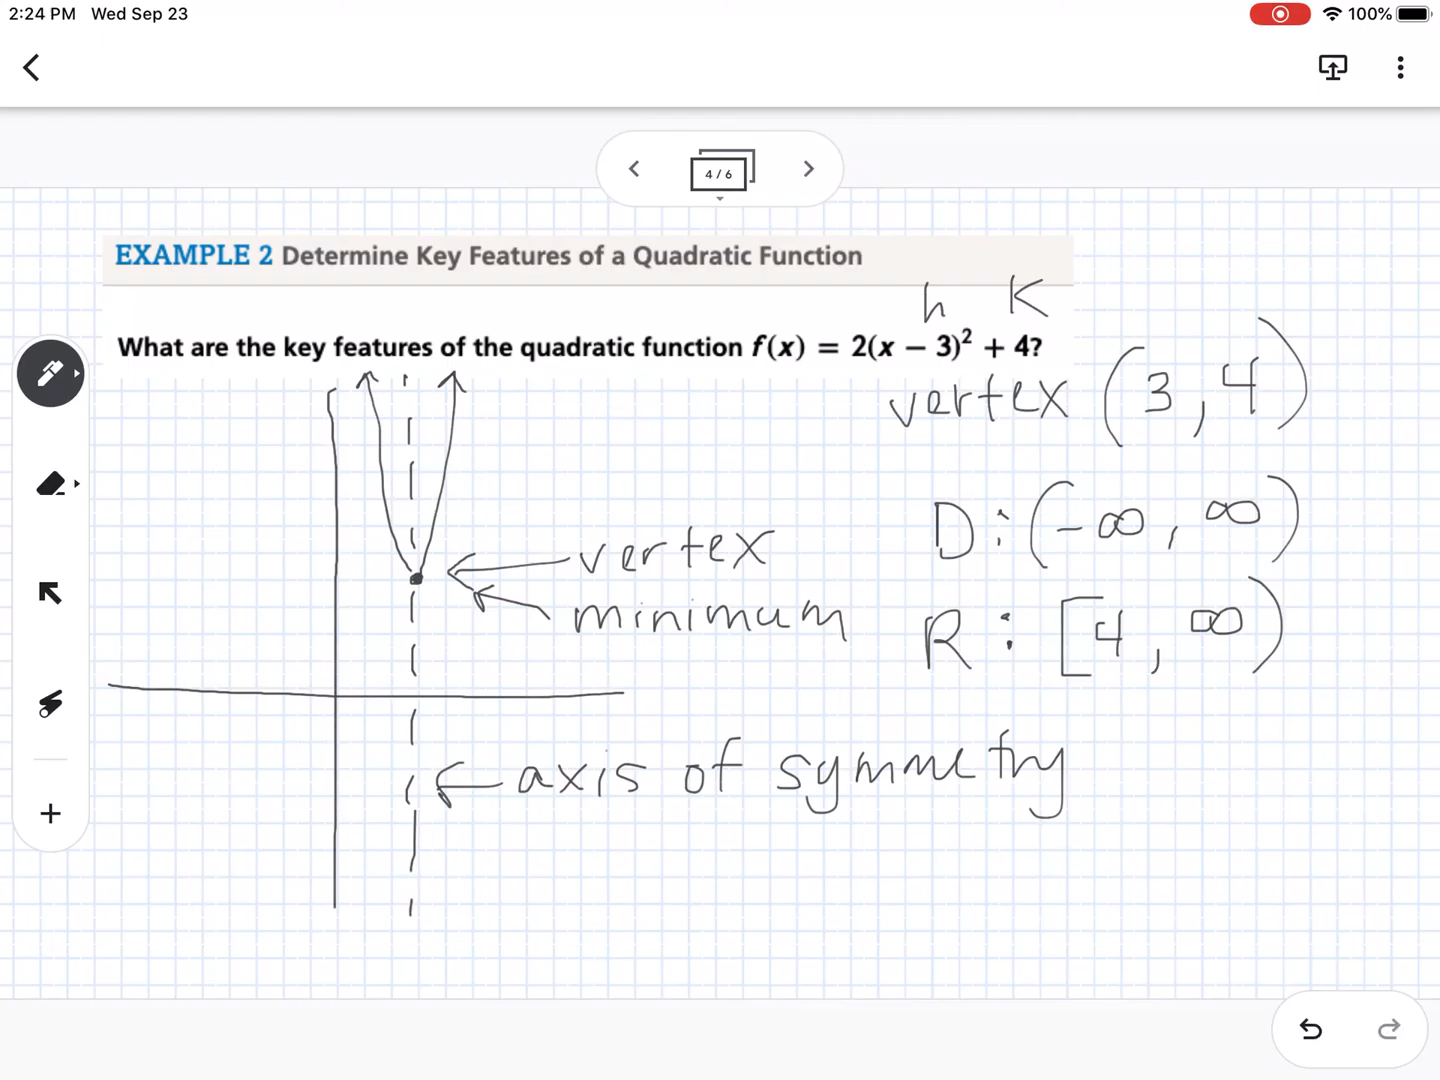 2:24 PM Wed Sep 23
100%
4 / 6
EXAMPLE 2 Determine Key Features of a Quadratic Function
h K
What are the key features of the quadratic function f(x) = 2(x − 3)² + 4?
vertex (3, 4)
D: (-∞, ∞)
vertex
minimum
R: [4, ∞)
axis of symmetry